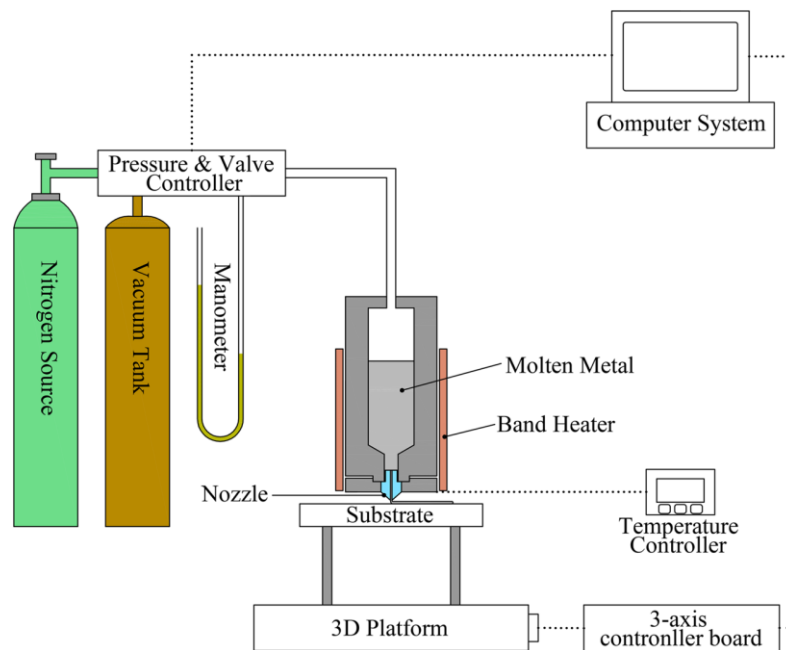 Computer System
Pressure & Valve
Controller
Nitrogen Source
Vacuum Tank
Manometer
Molten Metal
Band Heater
Nozzle
Substrate
Temperature
Controller
3D Platform
3-axis
contronller board